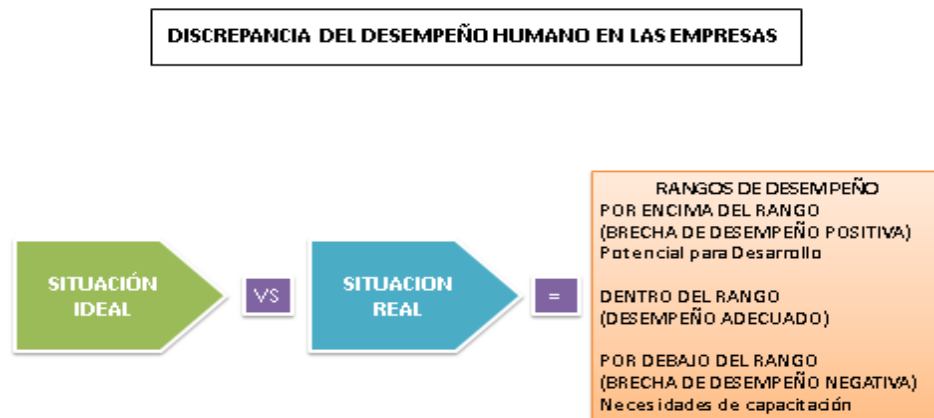 DISCREPANCIA DEL DESEMPEÑO HUMANO EN LAS EMPRESAS
SITUACIÓN
IDEAL
VS
SITUACION
REAL
=
RANGOS DE DESEMPEÑO
POR ENCIMA DEL RANGO
(BRECHA DE DESEMPEÑO POSITIVA)
Potencial para Desarrollo
DENTRO DEL RANGO
(DESEMPEÑO ADECUADO)
POR DEBAJO DEL RANGO
(BRECHA DE DESEMPEÑO NEGATIVA)
Necesidades de capacitación